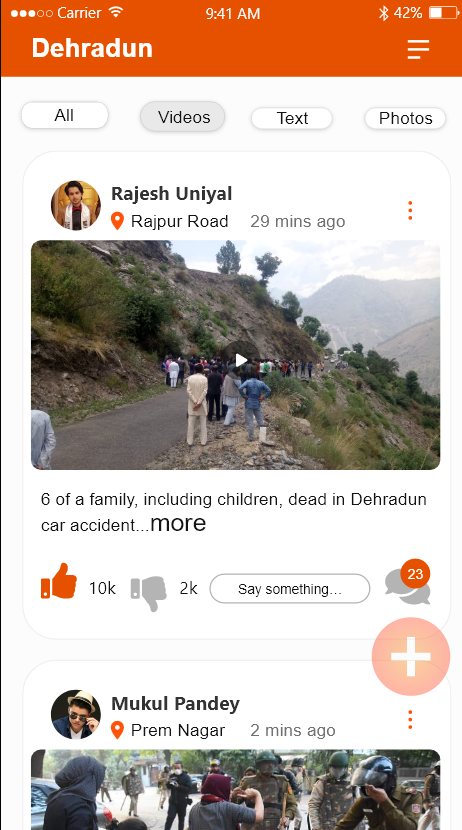 Carrier 9:41 AM 42%
Dehradun
All Videos Text Photos
Rajesh Uniyal
Rajpur Road 29 mins ago
6 of a family, including children, dead in Dehradun
car accident...more
10k 2k Say something... 23
Mukul Pandey
Prem Nagar 2 mins ago